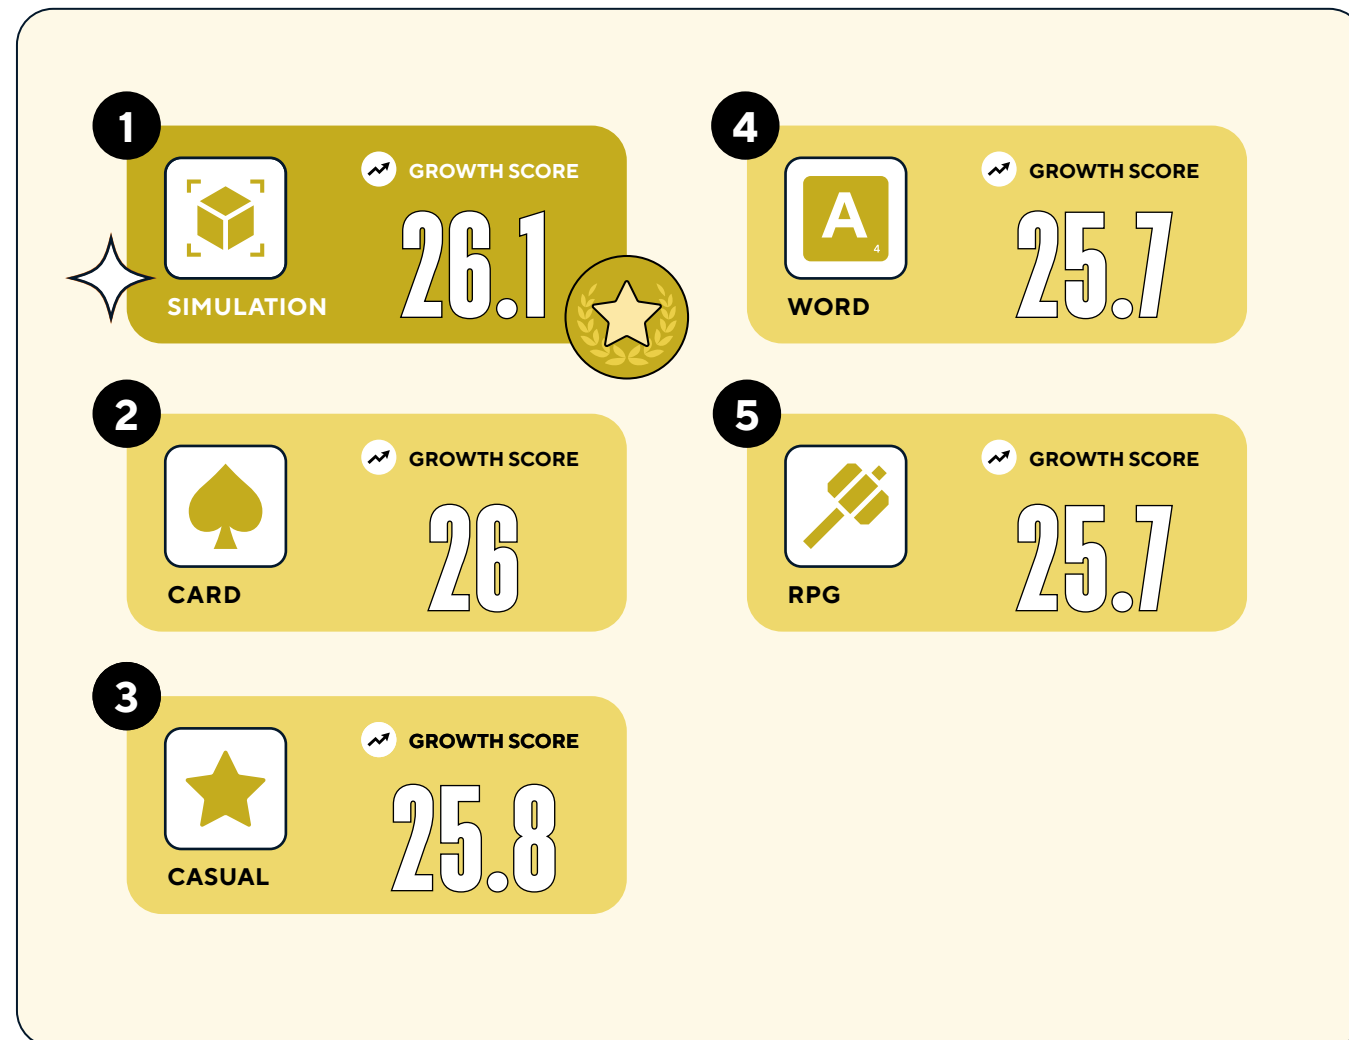 1
GROWTH SCORE
26.1
SIMULATION
2
GROWTH SCORE
26
CARD
3
GROWTH SCORE
25.8
CASUAL
4
GROWTH SCORE
A
4
25.7
WORD
5
GROWTH SCORE
25.7
RPG